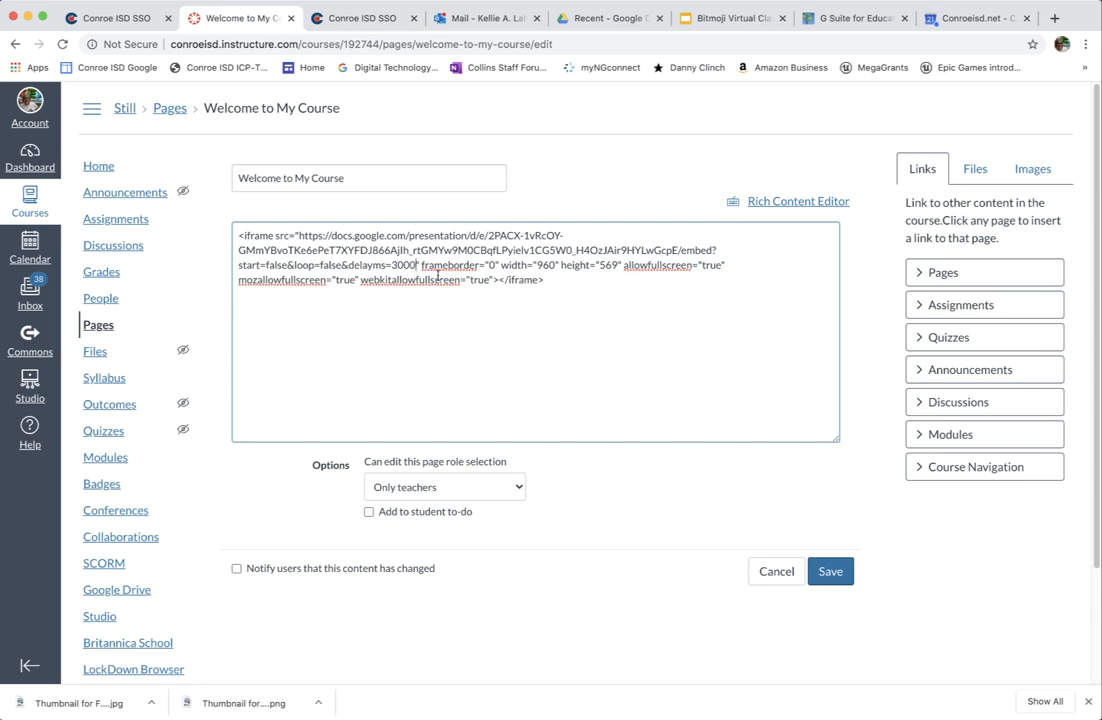 Conroe ISD SSO
Welcome to My C
Conroe ISD SSO
Mail - Kellie A. Lah
Recent - Google D
Bitmoji Virtual Cla
G Suite for Educat
Conroeisd.net - C
Not Secure
conroeisd.instructure.com/courses/192744/pages/welcome-to-my-course/edit
Apps
Conroe ISD Google
Conroe ISD ICP-T...
Home
Digital Technology...
Collins Staff Foru...
myNGconnect
Danny Clinch
Amazon Business
MegaGrants
Epic Games introd...
»
Account
Dashboard
Courses
Calendar
38
Inbox
Commons
Studio
Help
Still > Pages > Welcome to My Course
Home
Announcements
Assignments
Discussions
Grades
People
Pages
Files
Syllabus
Outcomes
Quizzes
Modules
Badges
Conferences
Collaborations
SCORM
Google Drive
Studio
Britannica School
LockDown Browser
Welcome to My Course
Rich Content Editor
<iframe src="https://docs.google.com/presentation/d/e/2PACX-1vRcOY-
GMmYBvoTKe6ePeT7XYFDJ866AjIh_rtGMYw9M0CBqfLPyielv1CG5W0_H4OzJAir9HYLwGcpE/embed?
start=false&loop=false&delayms=3000" frameborder="0" width="960" height="569" allowfullscreen="true"
mozallowfullscreen="true" webkitallowfullscreen="true"></iframe>
Options
Can edit this page role selection
Only teachers
Add to student to-do
Notify users that this content has changed
Cancel
Save
Links
Files
Images
Link to other content in the
course.Click any page to insert
a link to that page.
Pages
Assignments
Quizzes
Announcements
Discussions
Modules
Course Navigation
Thumbnail for F....jpg
Thumbnail for....png
Show All